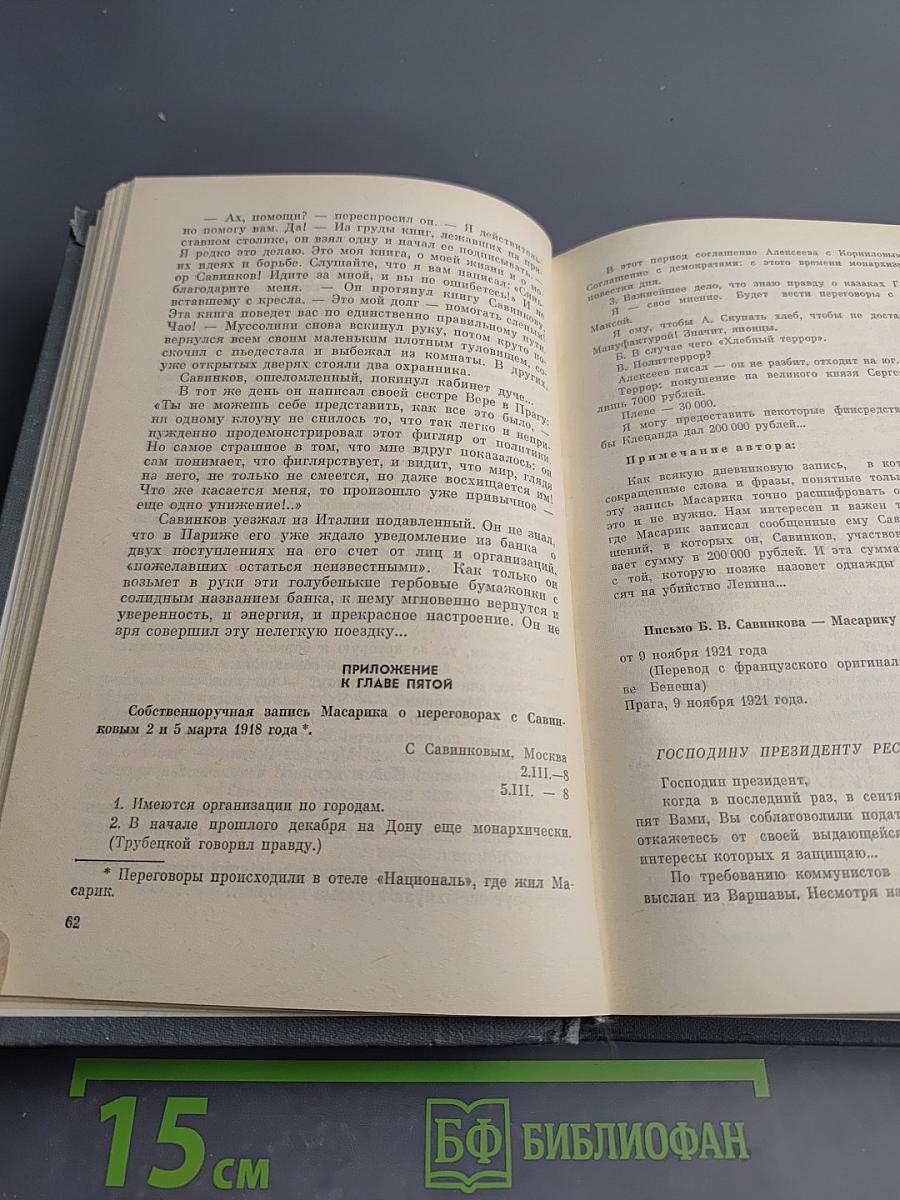 — Ах, помощи? — переспросил он. — Я действитель-
но помогу вам. Да! — Из груды книг, лежавших на при-
ставном столике, он взял одну и начал ее подписывать. —
Я редко это делаю. Это моя книга, о моей жизни и о мо-
их идеях и борьбе. Слушайте, что я вам написал: «Синь-
ор Савинков! Идите за мной, и вы не ошибетесь!» И не
благодарите меня. — Он протянул книгу Савинкову,
вставшему с кресла. — Это мой долг — помогать слепым!
Эта книга поведет вас по единственно правильному пути.
Чао! — Муссолини снова вскинул руку, потом круто по-
вернулся всем своим маленьким плотным туловищем, со-
скочил с пьедестала и выбежал из комнаты. В других,
уже открытых дверях стояли два охранника.
Савинков, ошеломленный, покинул кабинет дуче...
В тот же день он написал своей сестре Вере в Прагу:
«Ты не можешь себе представить, как все это было, —
ни одному клоуну не снилось то, что так легко и непри-
нужденно продемонстрировал этот фигляр от политики.
Но самое страшное в том, что мне вдруг показалось: он
сам понимает, что фиглярствует, и видит, что мир, глядя
на него, не только не смеется, но даже восхищается им!
Что же касается меня, то произошло уже привычное —
еще одно унижение!..»
Савинков уезжал из Италии подавленный. Он не знал,
что в Париже его уже ждало уведомление из банка о
двух поступлениях на его счет от лиц и организаций,
«пожелавших остаться неизвестными». Как только он
возьмет в руки эти голубенькие гербовые бумажонки с
солидным названием банка, к нему мгновенно вернутся и
уверенность, и энергия, и прекрасное настроение. Он не
зря совершил эту нелегкую поездку...
ПРИЛОЖЕНИЕ
К ГЛАВЕ ПЯТОЙ
Собственноручная запись Масарика о переговорах с Савин-
ковым 2 и 5 марта 1918 года *.
С Савинковым, Москва
2.III.—8
5.III. — 8
1. Имеются организации по городам.
2. В начале прошлого декабря на Дону еще монархически.
(Трубецкой говорил правду.)
* Переговоры происходили в отеле «Националь», где жил Ма-
сарик.
62
В этот период соглашение Алексеева с Корниловым
Соглашение с демократами: с этого времени монархизм
повестки дня.
3. Важнейшее дело, что знаю правду о казаках Г
Я — свое мнение. Будет вести переговоры с
Максой.
Я ему, чтобы А. Скупать хлеб, чтобы не доста
Мануфактурой! Значит, японцы.
Б. В случае чего «Хлебный террор».
В. Политтеррор?
Алексеев писал — он не разбит, отходит на юг.
Террор: покушение на великого князя Серге
лишь 7000 рублей.
Плеве — 30 000.
Я могу предоставить некоторые финсредств
бы Клецанда дал 200 000 рублей...
Примечание автора:
Как всякую дневниковую запись, в кот
сокращенные слова и фразы, понятные тольк
эту запись Масарика точно расшифровать о
это и не нужно. Нам интересен и важен т
где Масарик записал сообщенные ему Сав
шений, в которых он, Савинков, участвов
вает сумму в 200 000 рублей. И эта сумма
с той, которую позже назовет однажды
сяч на убийство Ленина...
Письмо Б. В. Савинкова — Масарику
от 9 ноября 1921 года
(Перевод с французского оригинал
ве Бенеша)
Прага, 9 ноября 1921 года.
ГОСПОДИНУ ПРЕЗИДЕНТУ РЕС
Господин президент,
когда в последний раз, в сентя
нят Вами, Вы соблаговолили подат
откажетесь от своей выдающейся
интересы которых я защищаю...
По требованию коммунистов
выслан из Варшавы. Несмотря на
15 см
БФ БИБЛИОФАН